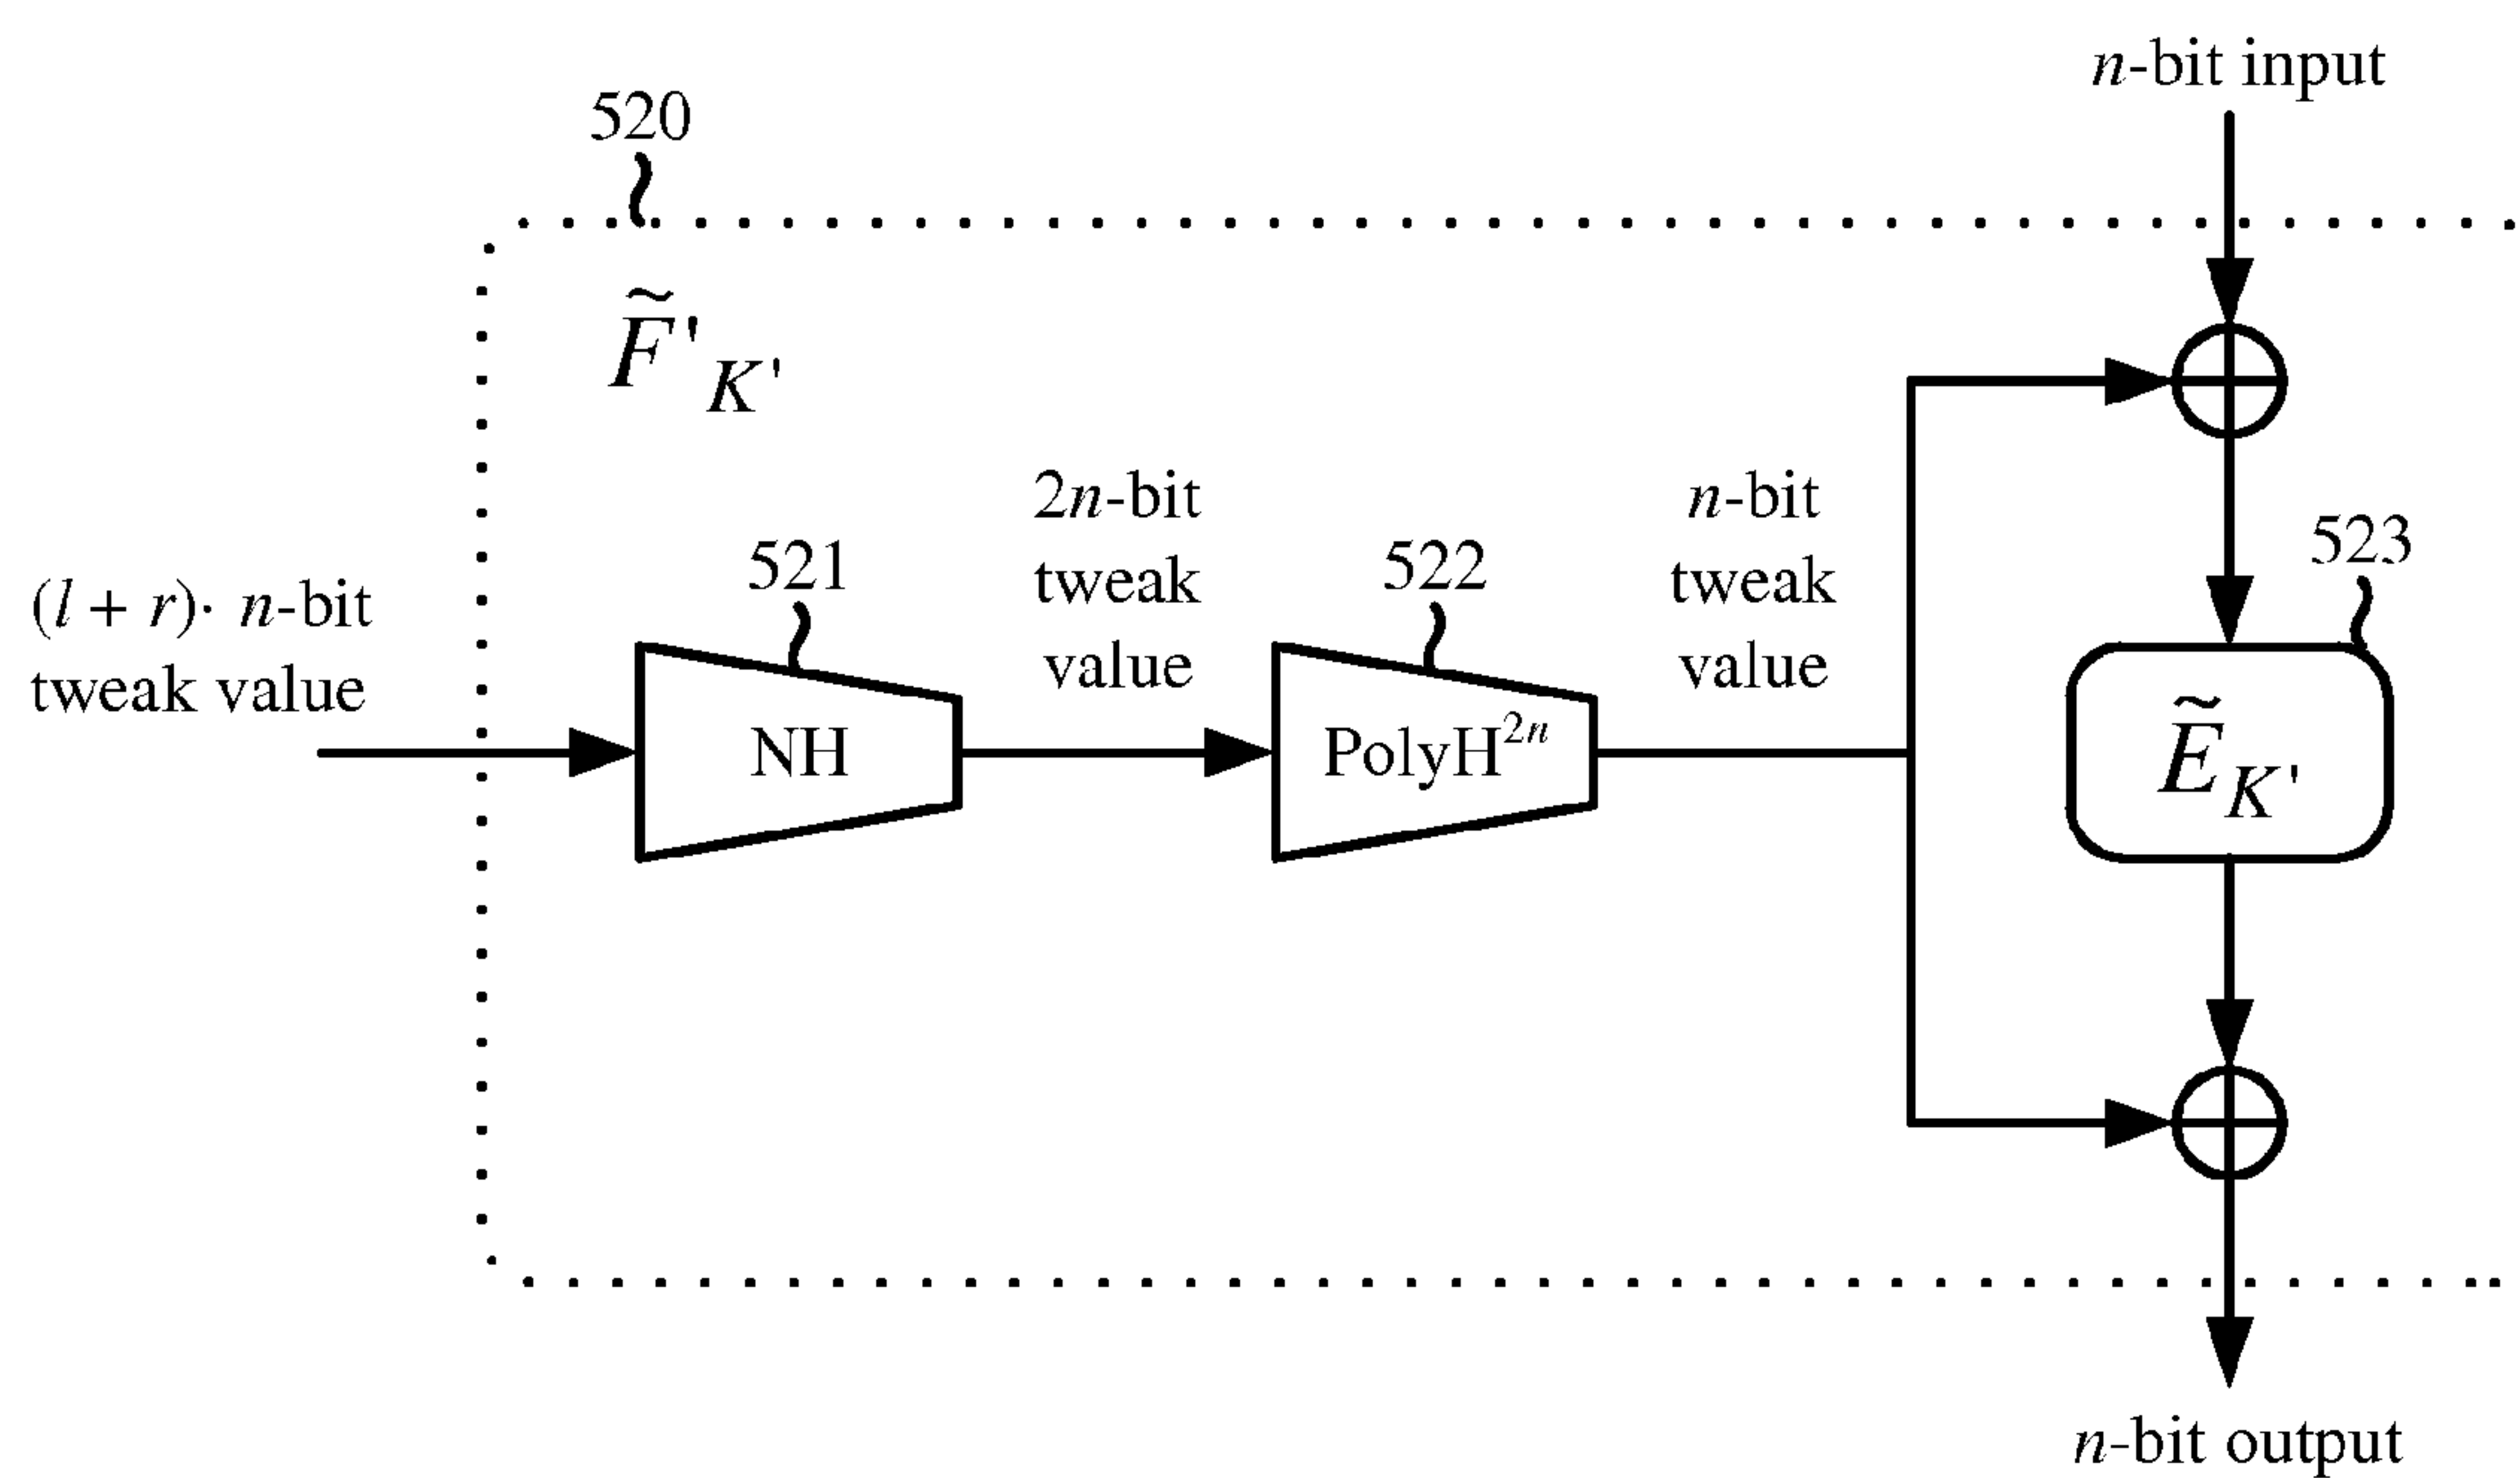 n-bit input
520
F̃'K'
2n-bit
tweak
value
n-bit
tweak
value
523
521
522
(l + r)· n-bit
tweak value
NH
PolyH²ⁿ
ẼK'
n-bit output